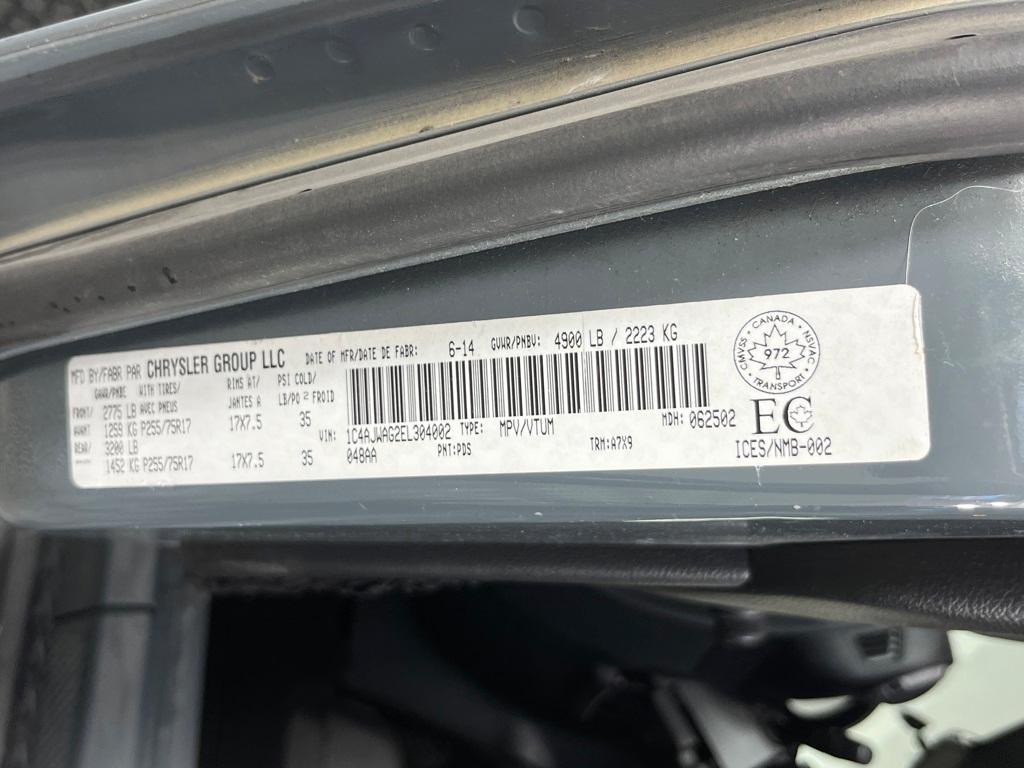 MFD BY/FABR PAR CHRYSLER GROUP LLC DATE OF MFR/DATE DE FABR: 6-14 GVWR/PNBV: 4900 LB / 2223 KG
GAWR/PNBE WITH TIRES/ RIMS AT/ PSI COLD/
AVEC PNEUS JANTES A LB/PO² FROID
FRONT/ 2775 LB
AVANT 1259 KG P255/75R17 17X7.5 35
REAR/ 3200 LB
1452 KG P255/75R17 17X7.5 35
VIN: 1C4AJWAG2EL304002 TYPE: MPV/VTUM MDH: 062502
048AA PNT:PDS TRM:A7X9
CANADA
CMVSS • NSVAC
972
TRANSPORT
EC
ICES/NMB-002